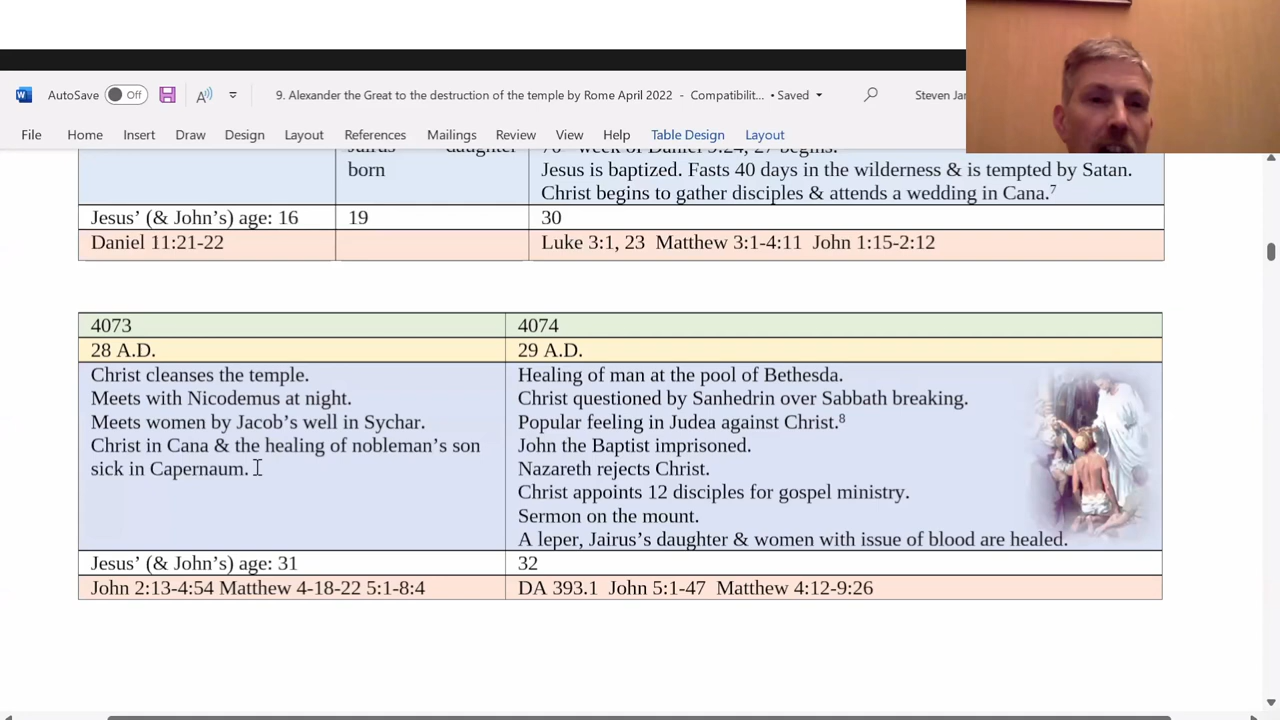 AutoSave Off 9. Alexander the Great to the destruction of the temple by Rome April 2022 - Compatibilit... • Saved Steven Jar
File Home Insert Draw Design Layout References Mailings Review View Help Table Design Layout
Jairus' daughter
born
70th week of Daniel 9:24, 27 begins.
Jesus is baptized. Fasts 40 days in the wilderness & is tempted by Satan.
Christ begins to gather disciples & attends a wedding in Cana.7
Jesus' (& John's) age: 16 19 30
Daniel 11:21-22 Luke 3:1, 23 Matthew 3:1-4:11 John 1:15-2:12
4073 4074
28 A.D. 29 A.D.
Christ cleanses the temple.
Meets with Nicodemus at night.
Meets women by Jacob's well in Sychar.
Christ in Cana & the healing of nobleman's son
sick in Capernaum.
Healing of man at the pool of Bethesda.
Christ questioned by Sanhedrin over Sabbath breaking.
Popular feeling in Judea against Christ.8
John the Baptist imprisoned.
Nazareth rejects Christ.
Christ appoints 12 disciples for gospel ministry.
Sermon on the mount.
A leper, Jairus's daughter & women with issue of blood are healed.
Jesus' (& John's) age: 31 32
John 2:13-4:54 Matthew 4-18-22 5:1-8:4 DA 393.1 John 5:1-47 Matthew 4:12-9:26